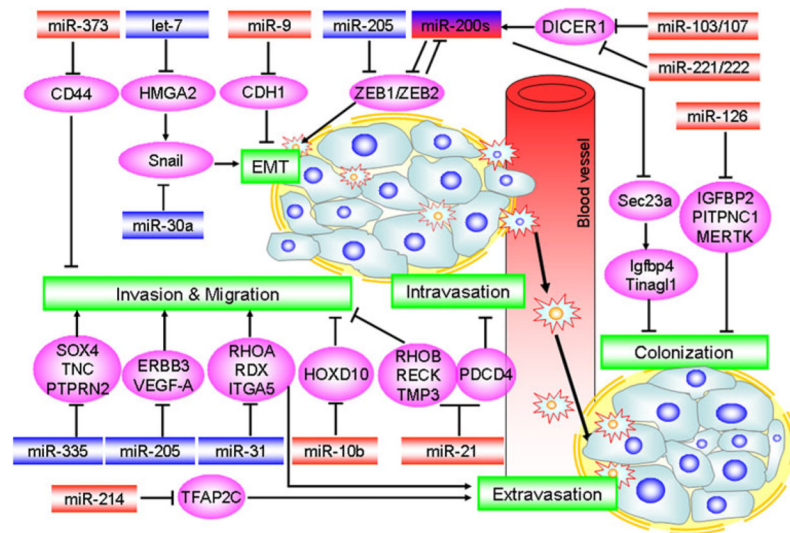 miR-373
let-7
miR-9
miR-205
miR-200s
DICER1
miR-103/107
miR-221/222
CD44
HMGA2
CDH1
ZEB1/ZEB2
miR-126
Snail
EMT
miR-30a
Blood vessel
Sec23a
IGFBP2
PITPNC1
MERTK
Igfbp4
Tinagl1
Invasion & Migration
Intravasation
Colonization
SOX4
TNC
PTPRN2
ERBB3
VEGF-A
RHOA
RDX
ITGA5
HOXD10
RHOB
RECK
TMP3
PDCD4
miR-335
miR-205
miR-31
miR-10b
miR-21
miR-214
TFAP2C
Extravasation